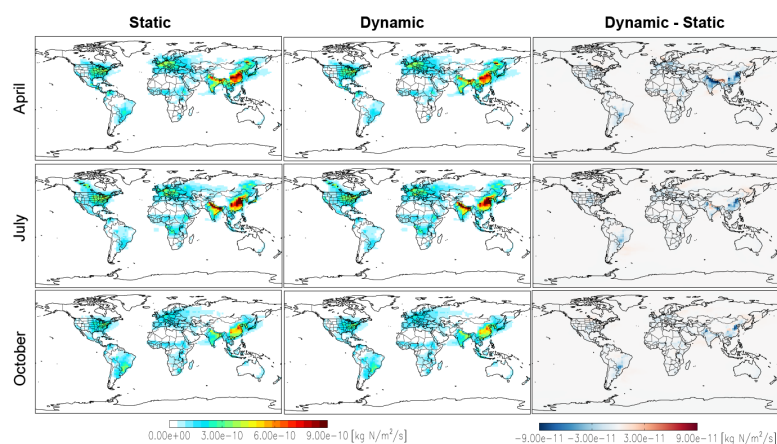 Static Dynamic Dynamic - Static
April
July
October
0.00e+00 3.00e-10 6.00e-10 9.00e-10 [kg N/m²/s]
-9.00e-11 -3.00e-11 3.00e-11 9.00e-11 [kg N/m²/s]